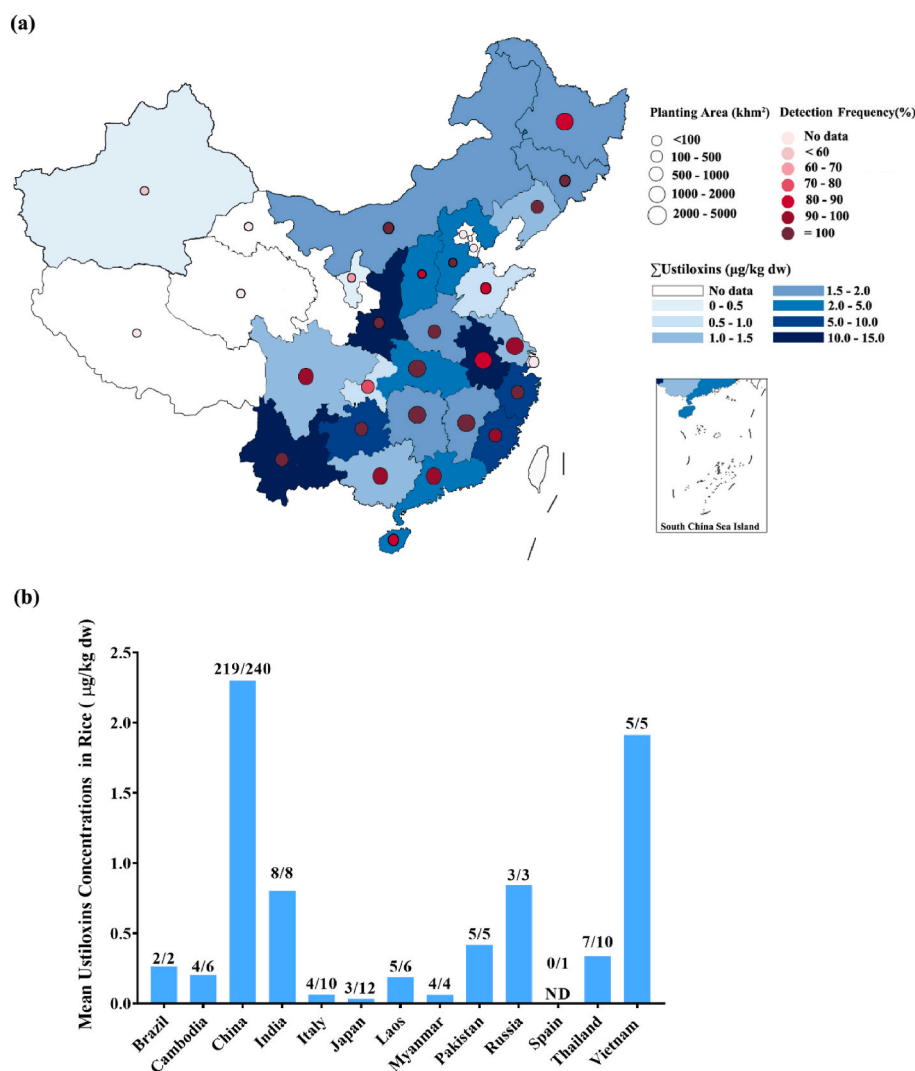 (a)
Planting Area (khm²)
<100
100 - 500
500 - 1000
1000 - 2000
2000 - 5000
Detection Frequency(%)
No data
< 60
60 - 70
70 - 80
80 - 90
90 - 100
= 100
∑Ustiloxins (μg/kg dw)
No data
0 - 0.5
0.5 - 1.0
1.0 - 1.5
1.5 - 2.0
2.0 - 5.0
5.0 - 10.0
10.0 - 15.0
South China Sea Island
(b)
Mean Ustiloxins Concentrations in Rice ( μg/kg dw)
2.5
2.0
1.5
1.0
0.5
0.0
2/2
4/6
219/240
8/8
4/10
3/12
5/6
4/4
5/5
3/3
0/1
ND
7/10
5/5
Brazil
Cambodia
China
India
Italy
Japan
Laos
Myanmar
Pakistan
Russia
Spain
Thailand
Vietnam